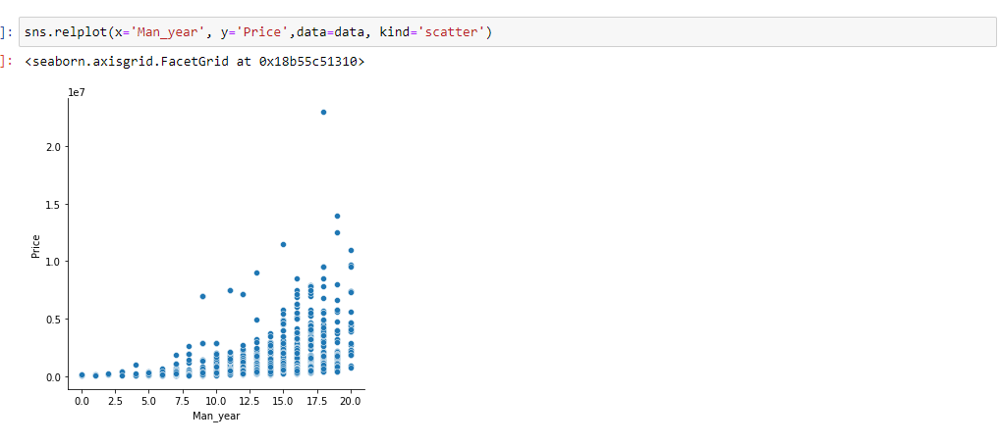 ]: sns.relplot(x='Man_year', y='Price',data=data, kind='scatter')
]: <seaborn.axisgrid.FacetGrid at 0x18b55c51310>
1e7
2.0
1.5
1.0
0.5
0.0
Price
0.0 2.5 5.0 7.5 10.0 12.5 15.0 17.5 20.0
Man_year